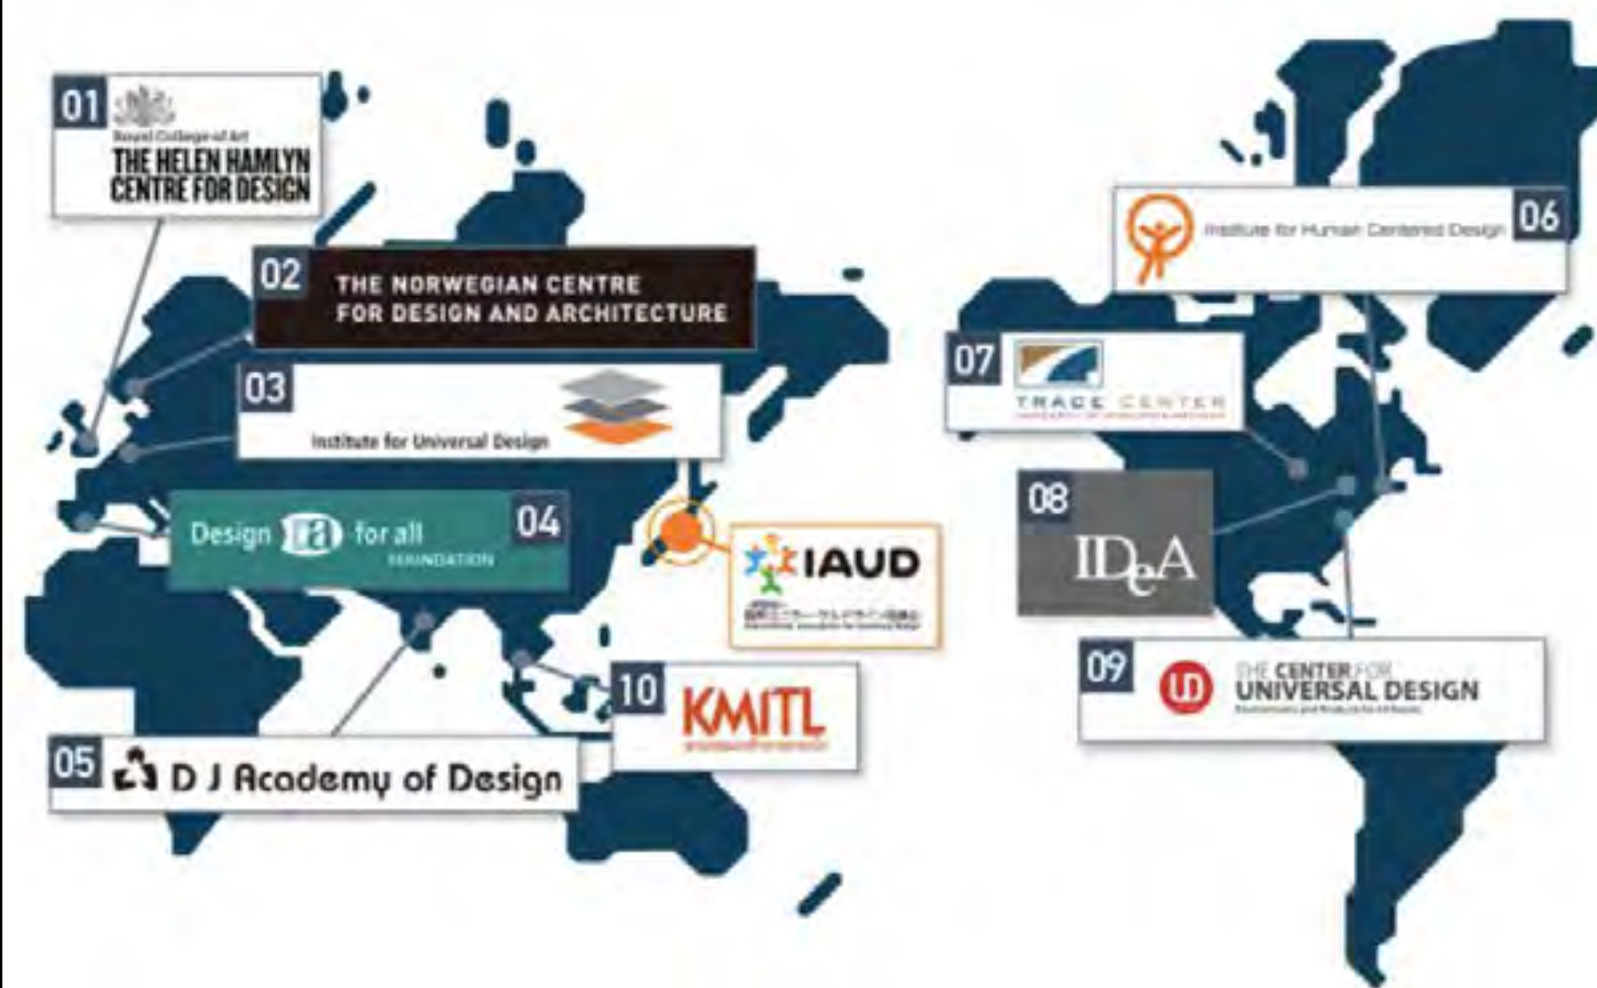 01
Royal College of Art
THE HELEN HAMLYN
CENTRE FOR DESIGN
02
THE NORWEGIAN CENTRE
FOR DESIGN AND ARCHITECTURE
03
Institute for Universal Design
Design for all
FOUNDATION
04
05
D J Academy of Design
IAUD
10
KMITL
Institute for Human Centered Design
06
07
TRACE CENTER
08
IDeA
09
UD
THE CENTER FOR
UNIVERSAL DESIGN